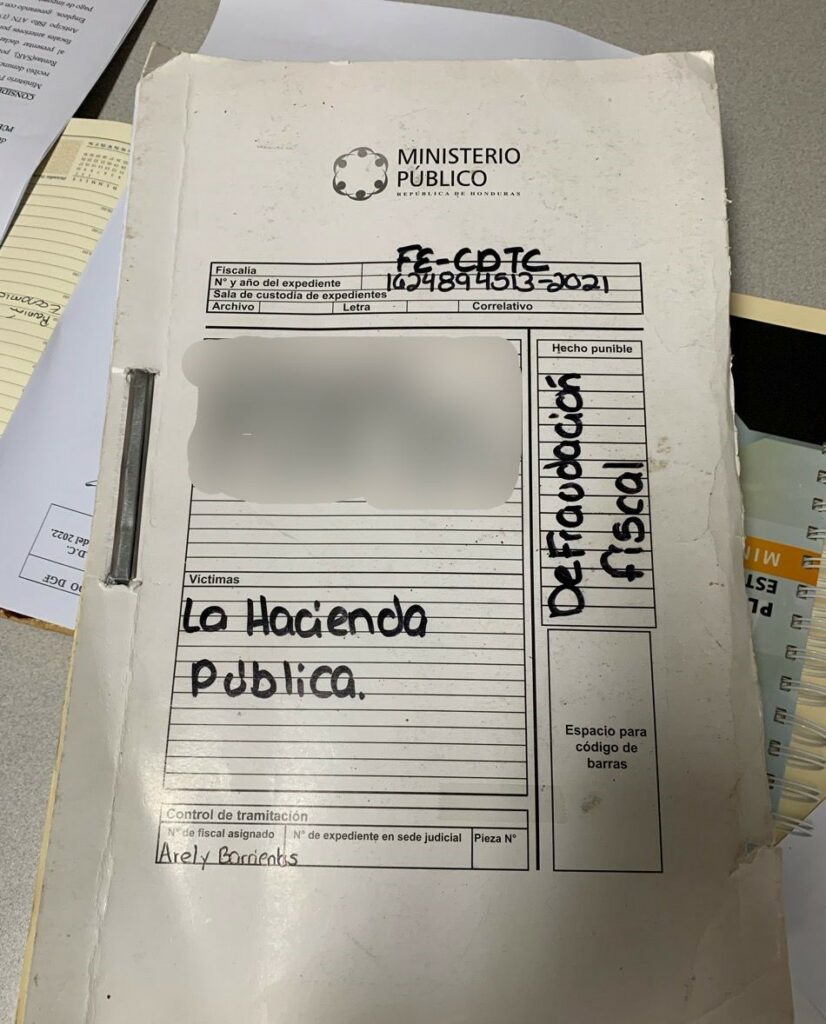 MINISTERIO
PÚBLICO
REPÚBLICA DE HONDURAS
Fiscalía FE-CDTC
N° y año del expediente 1624894513-2021
Sala de custodia de expedientes
Archivo Letra Correlativo
Hecho punible
Defraudación
fiscal
Victimas
La Hacienda
Pública.
Espacio para
código de
barras
Control de tramitación
N° de fiscal asignado N° de expediente en sede judicial Pieza N°
Arely Barrientos